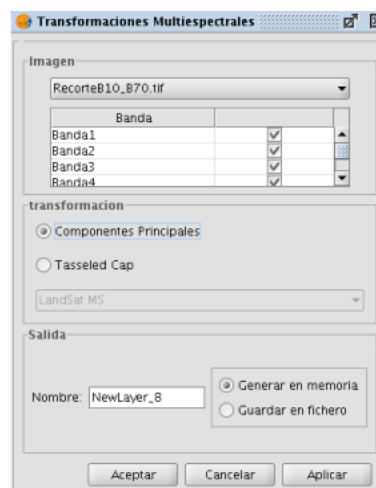 Transformaciones Multiespectrales
Imagen
RecorteB10_B70.tif
Banda
Banda1
Banda2
Banda3
Banda4
transformacion
Componentes Principales
Tasseled Cap
LandSat MS
Salida
Nombre: NewLayer_8
Generar en memoria
Guardar en fichero
Aceptar Cancelar Aplicar